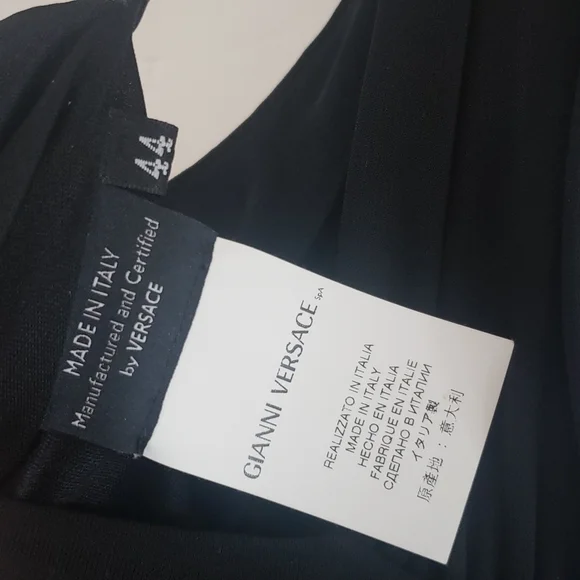 44
MADE IN ITALY
Manufactured and Certified
by VERSACE
GIANNI VERSACE SpA
REALIZZATO IN ITALIA
MADE IN ITALY
HECHO EN ITALIA
FABRIQUE EN ITALIE
СДЕЛАНО В ИТАЛИИ
イタリア製
原產地：意大利